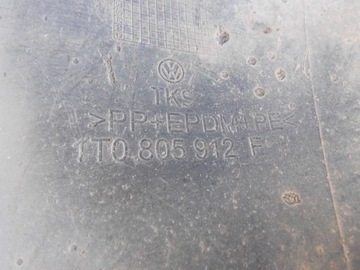 TKS
>PP+EPDM+PE<
1T0 805 912 F